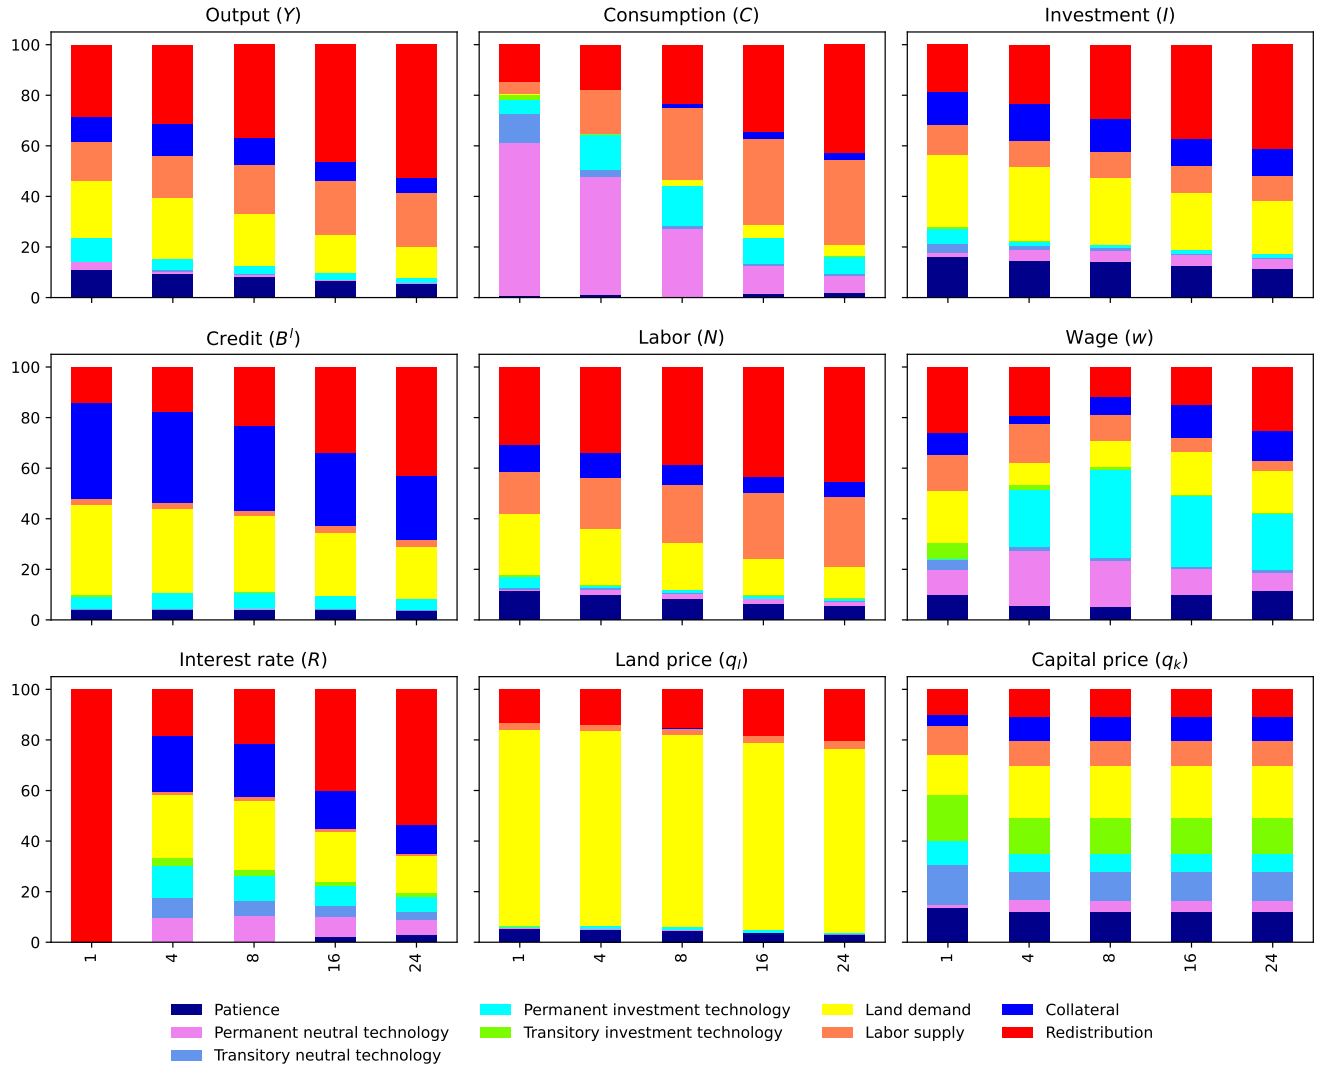 Output (Y)
Consumption (C)
Investment (I)
100
80
60
40
20
0
Credit (Bˡ)
Labor (N)
Wage (w)
100
80
60
40
20
0
Interest rate (R)
Land price (qₗ)
Capital price (qₖ)
100
80
60
40
20
0
1 4 8 16 24
1 4 8 16 24
1 4 8 16 24
Patience
Permanent neutral technology
Transitory neutral technology
Permanent investment technology
Transitory investment technology
Land demand
Labor supply
Collateral
Redistribution